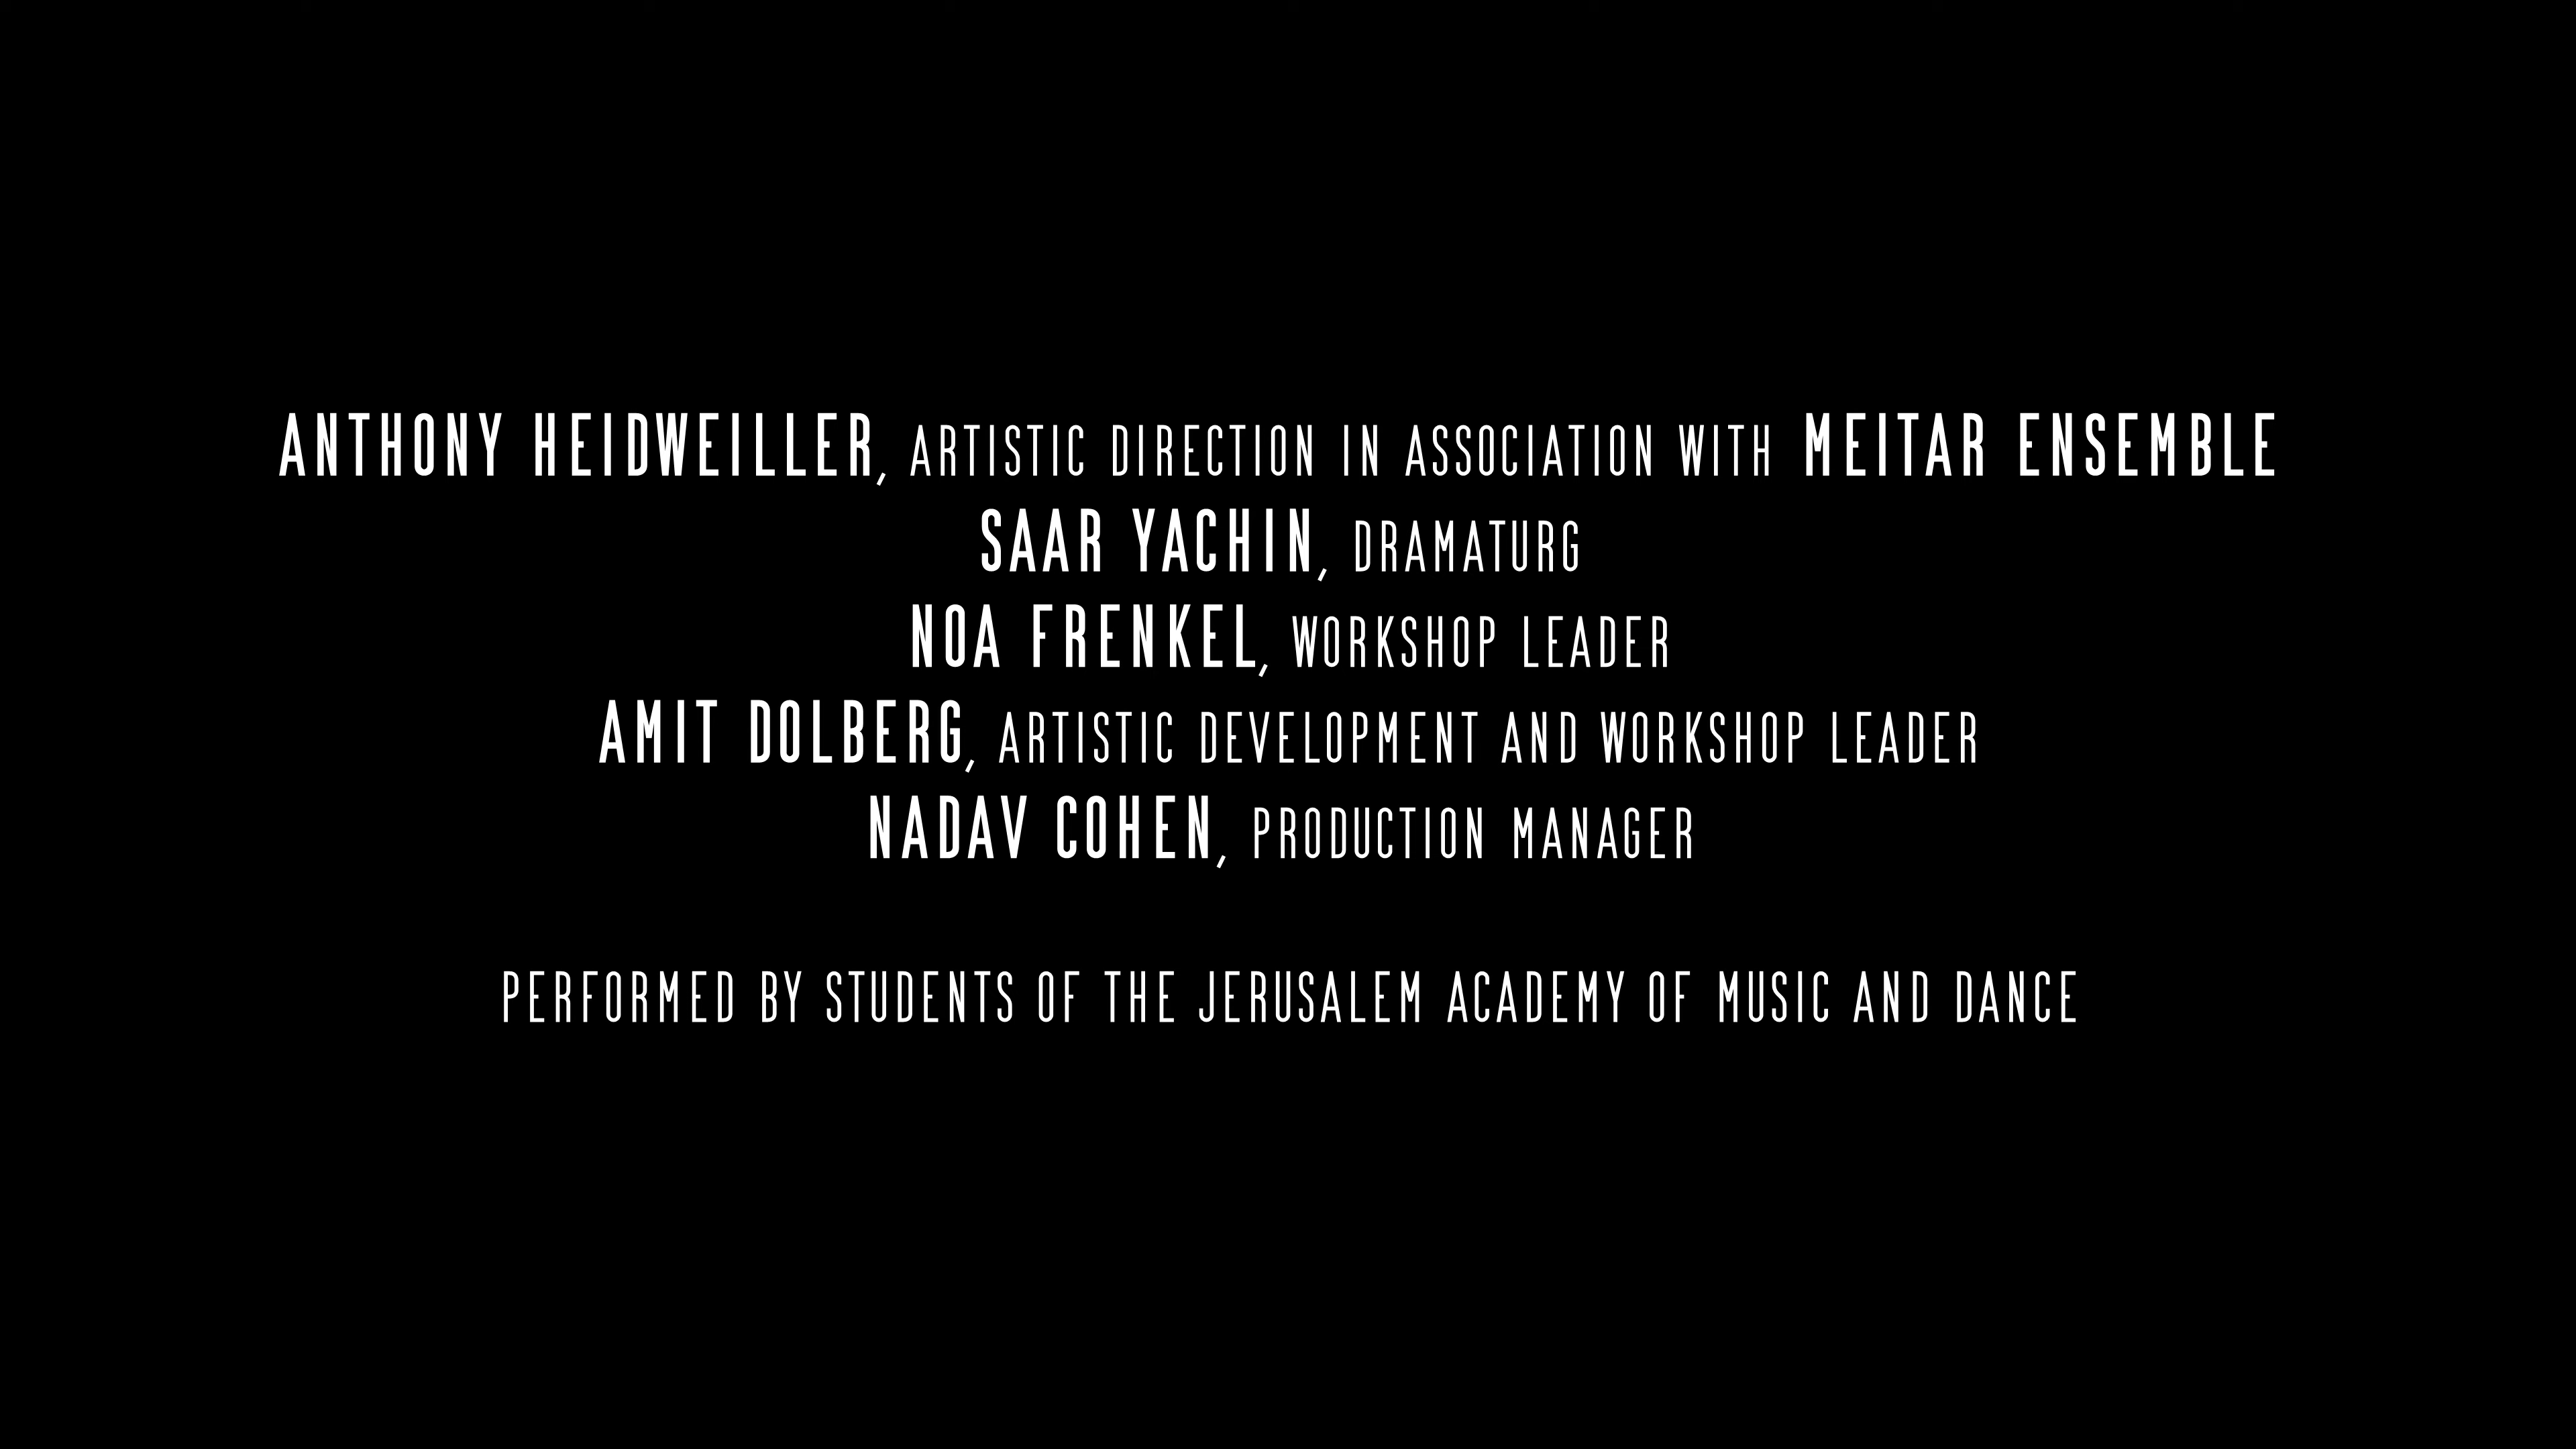 ANTHONY HEIDWEILLER, ARTISTIC DIRECTION IN ASSOCIATION WITH MEITAR ENSEMBLE
SAAR YACHIN, DRAMATURG
NOA FRENKEL, WORKSHOP LEADER
AMIT DOLBERG, ARTISTIC DEVELOPMENT AND WORKSHOP LEADER
NADAV COHEN, PRODUCTION MANAGER
PERFORMED BY STUDENTS OF THE JERUSALEM ACADEMY OF MUSIC AND DANCE